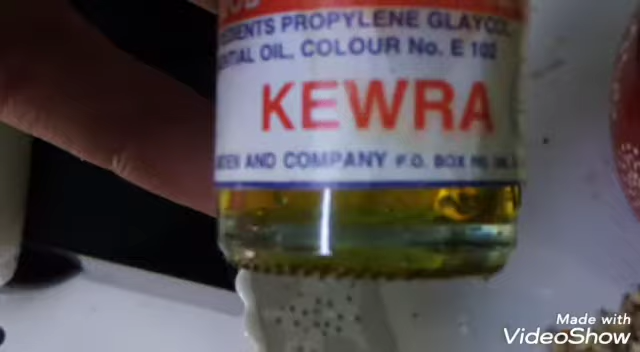 PROPYLENE GLAYCOL
OIL, COLOUR No. E 102
KEWRA
AND COMPANY P.O. BOX
Made with
VideoShow